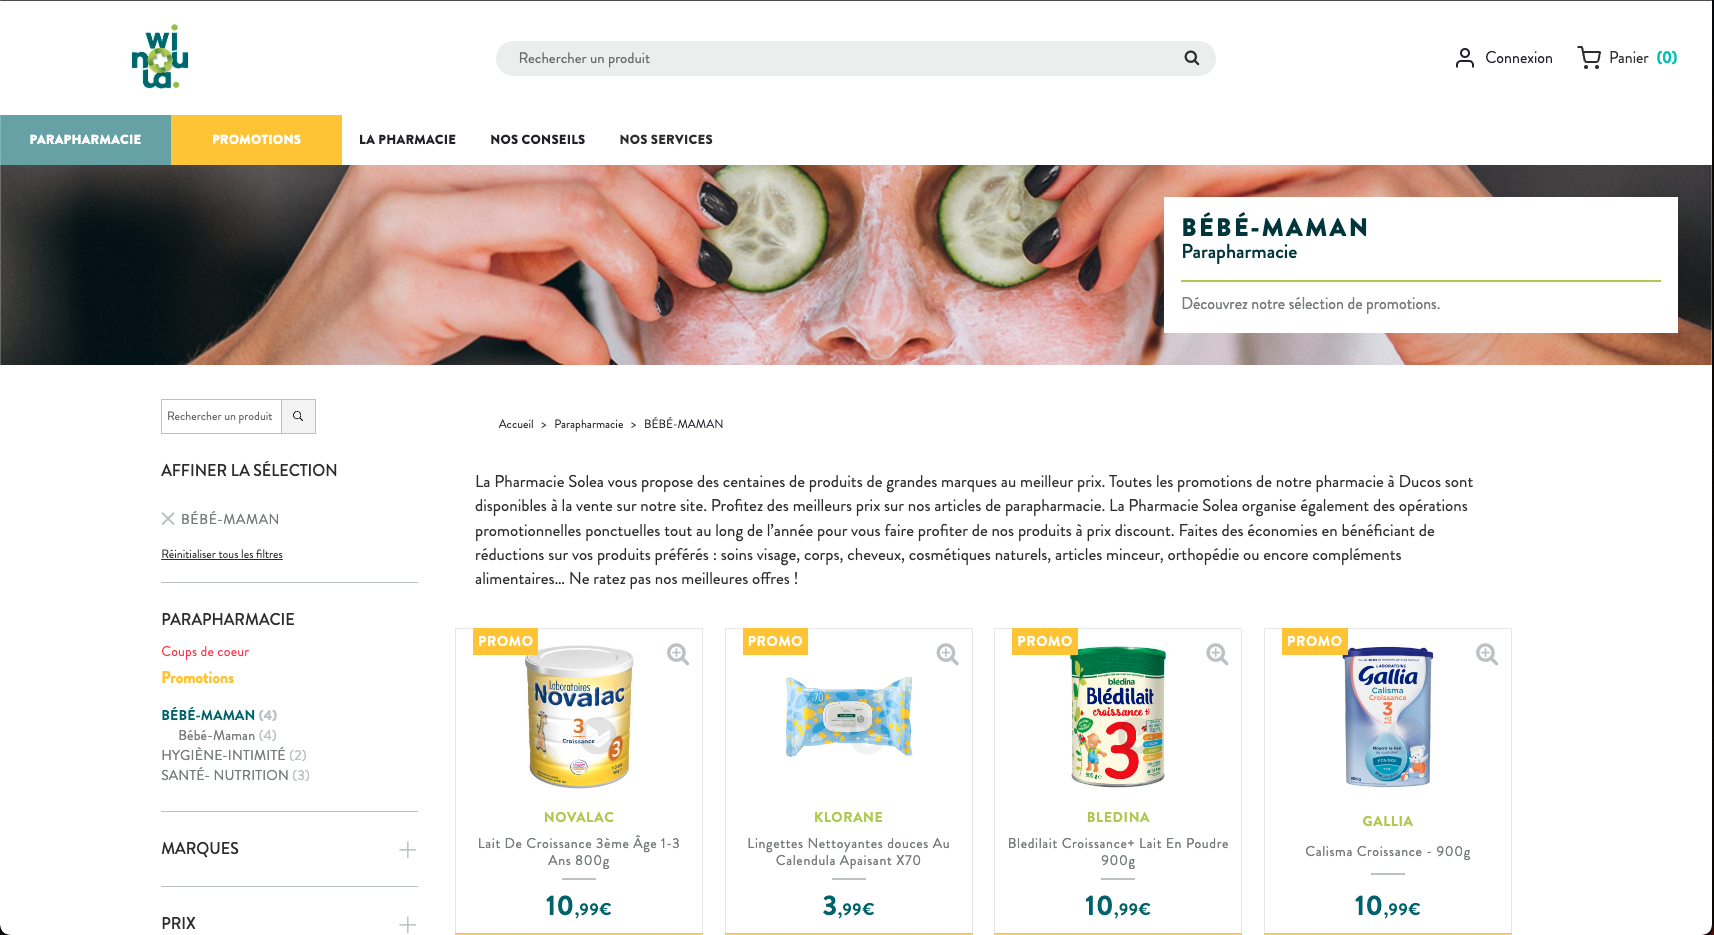 wi
nou
la.
Rechercher un produit
Connexion
Panier (0)
PARAPHARMACIE
PROMOTIONS
LA PHARMACIE
NOS CONSEILS
NOS SERVICES
BÉBÉ-MAMAN
Parapharmacie
Découvrez notre sélection de promotions.
Rechercher un produit
AFFINER LA SÉLECTION
BÉBÉ-MAMAN
Réinitialiser tous les filtres
PARAPHARMACIE
Coups de coeur
Promotions
BÉBÉ-MAMAN (4)
Bébé-Maman (4)
HYGIÈNE-INTIMITÉ (2)
SANTÉ- NUTRITION (3)
MARQUES
PRIX
Accueil > Parapharmacie > BÉBÉ-MAMAN
La Pharmacie Solea vous propose des centaines de produits de grandes marques au meilleur prix. Toutes les promotions de notre pharmacie à Ducos sont
disponibles à la vente sur notre site. Profitez des meilleurs prix sur nos articles de parapharmacie. La Pharmacie Solea organise également des opérations
promotionnelles ponctuelles tout au long de l'année pour vous faire profiter de nos produits à prix discount. Faites des économies en bénéficiant de
réductions sur vos produits préférés : soins visage, corps, cheveux, cosmétiques naturels, articles minceur, orthopédie ou encore compléments
alimentaires... Ne ratez pas nos meilleures offres !
PROMO
Laboratoires
Novalac
3
Croissance
3
NOVALAC
Lait De Croissance 3ème Âge 1-3
Ans 800g
10,99€
PROMO
70
KLORANE
Lingettes Nettoyantes douces Au
Calendula Apaisant X70
3,99€
PROMO
bledina
Blédilait
croissance+
3
900g
BLEDINA
Bledilait Croissance+ Lait En Poudre
900g
10,99€
PROMO
LABORATOIRE
Gallia
Calisma
Croissance
3
900g
GALLIA
Calisma Croissance - 900g
10,99€